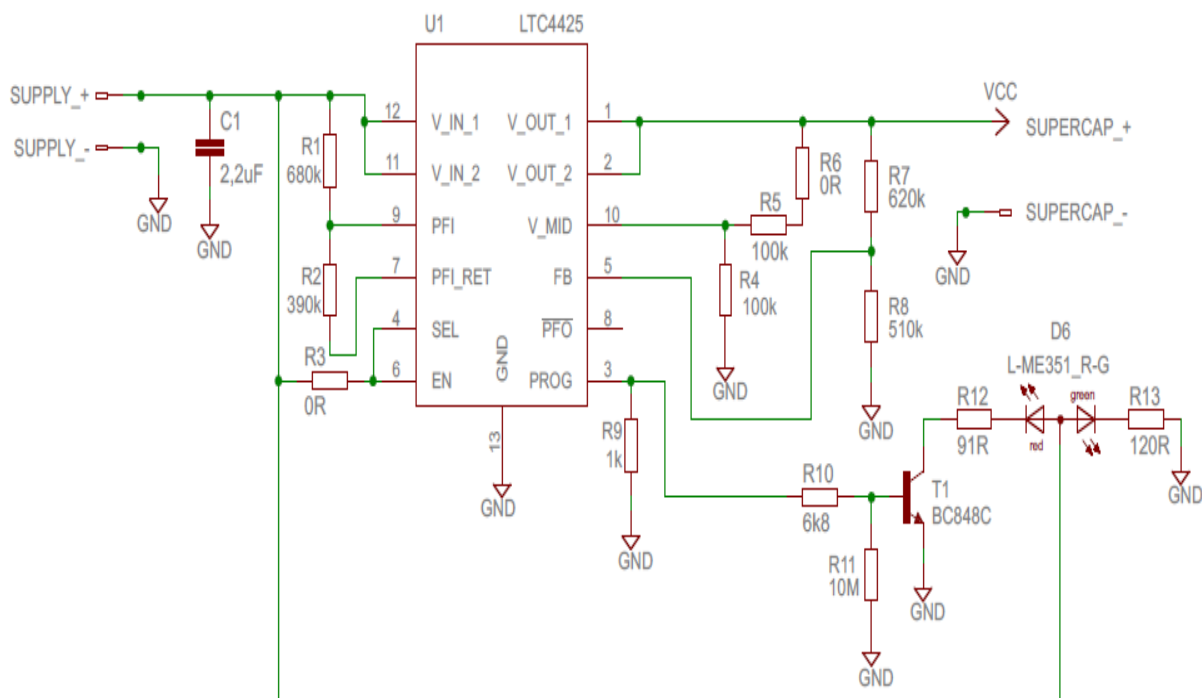 U1
LTC4425
SUPPLY_+
SUPPLY_-
C1
2,2uF
GND
GND
R1
680k
R2
390k
R3
0R
12
11
9
7
4
6
V_IN_1
V_IN_2
PFI
PFI_RET
SEL
EN
V_OUT_1
V_OUT_2
V_MID
FB
PFO
PROG
GND
13
GND
1
2
10
5
8
3
VCC
SUPERCAP_+
R6
0R
R5
100k
R4
100k
GND
R7
620k
R8
510k
GND
SUPERCAP_-
GND
D6
L-ME351_R-G
green
red
R12
91R
R13
120R
GND
R9
1k
GND
R10
6k8
R11
10M
GND
T1
BC848C
GND